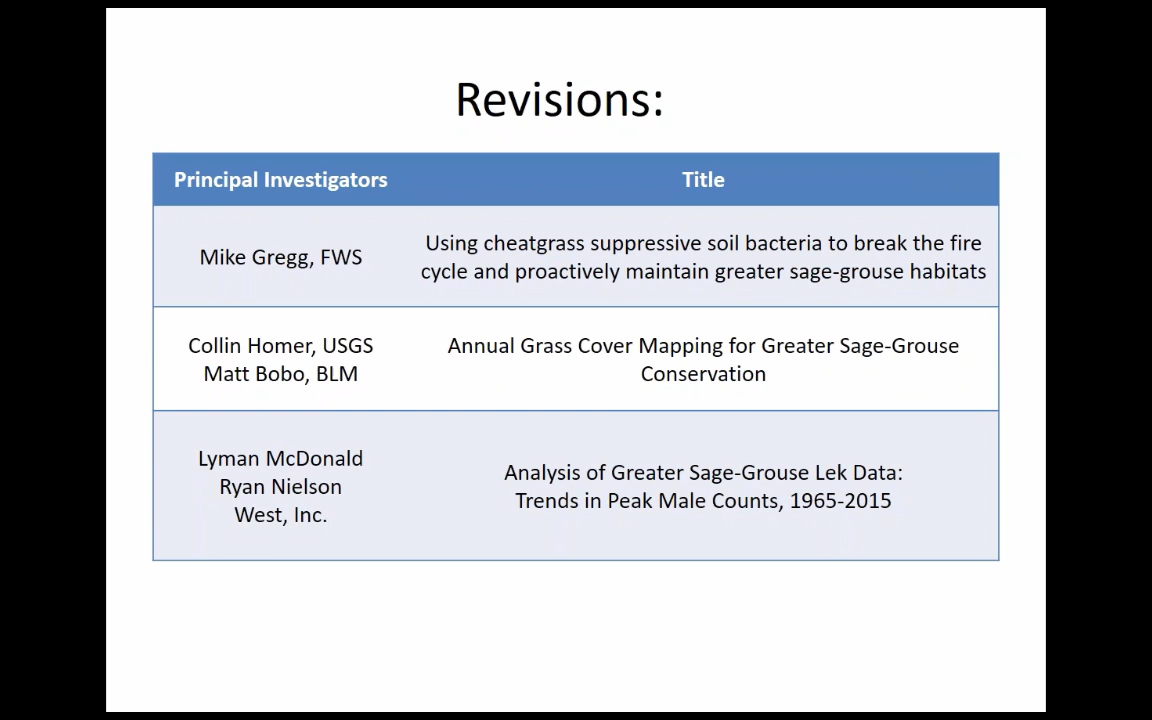 Revisions:
Principal Investigators
Title
Mike Gregg, FWS
Using cheatgrass suppressive soil bacteria to break the fire
cycle and proactively maintain greater sage-grouse habitats
Collin Homer, USGS
Matt Bobo, BLM
Annual Grass Cover Mapping for Greater Sage-Grouse
Conservation
Lyman McDonald
Ryan Nielson
West, Inc.
Analysis of Greater Sage-Grouse Lek Data:
Trends in Peak Male Counts, 1965-2015